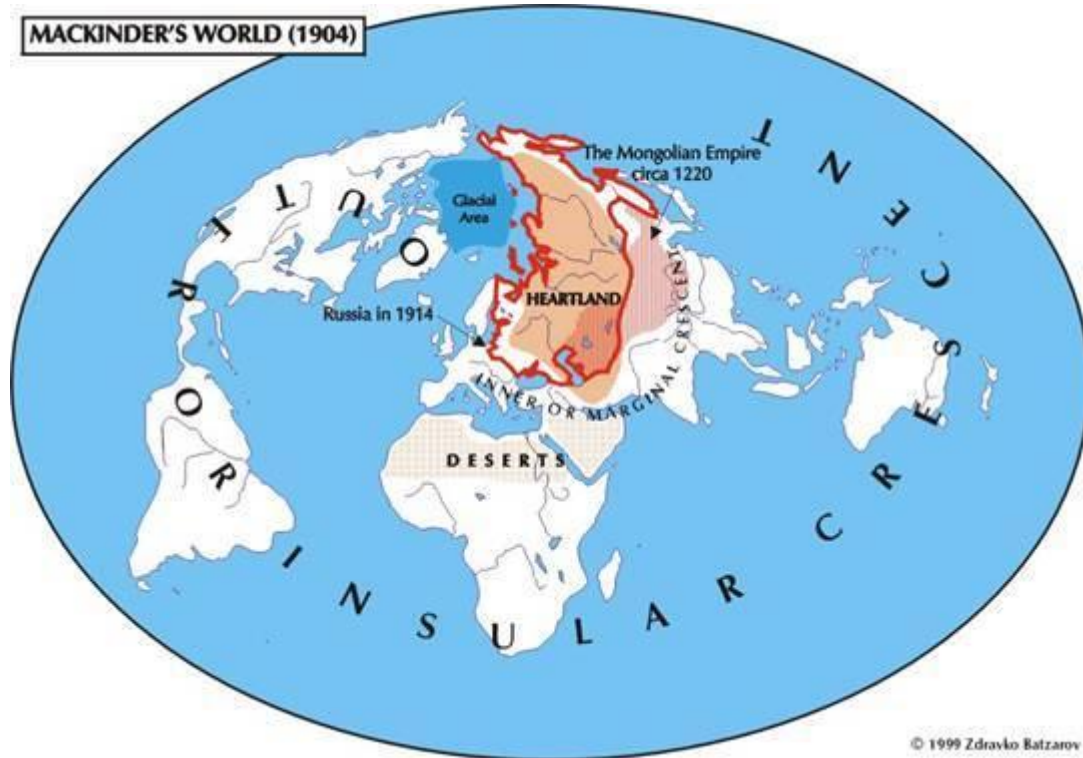 MACKINDER'S WORLD (1904)
The Mongolian Empire
circa 1220
Glacial
Area
Russia in 1914
HEARTLAND
INNER OR MARGINAL CRESCENT
DESERTS
OUTER OR INSULAR CRESCENT
© 1999 Zdravko Batzarov